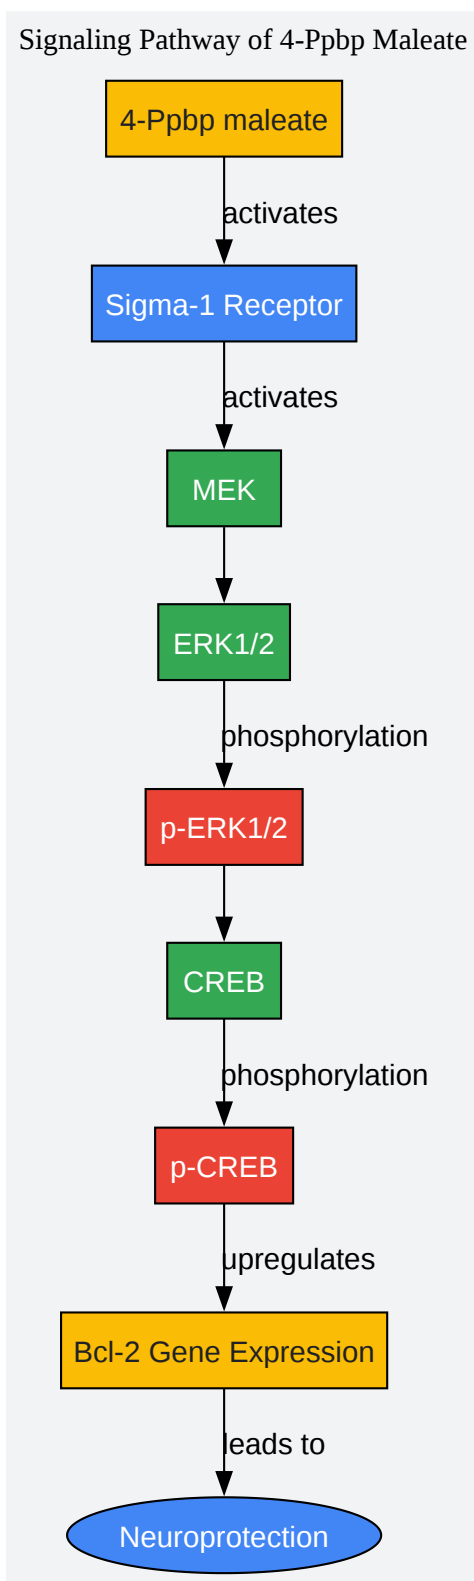 Signaling Pathway of 4-Ppbp Maleate
4-Ppbp maleate
activates
Sigma-1 Receptor
activates
MEK
ERK1/2
phosphorylation
p-ERK1/2
CREB
phosphorylation
p-CREB
upregulates
Bcl-2 Gene Expression
leads to
Neuroprotection